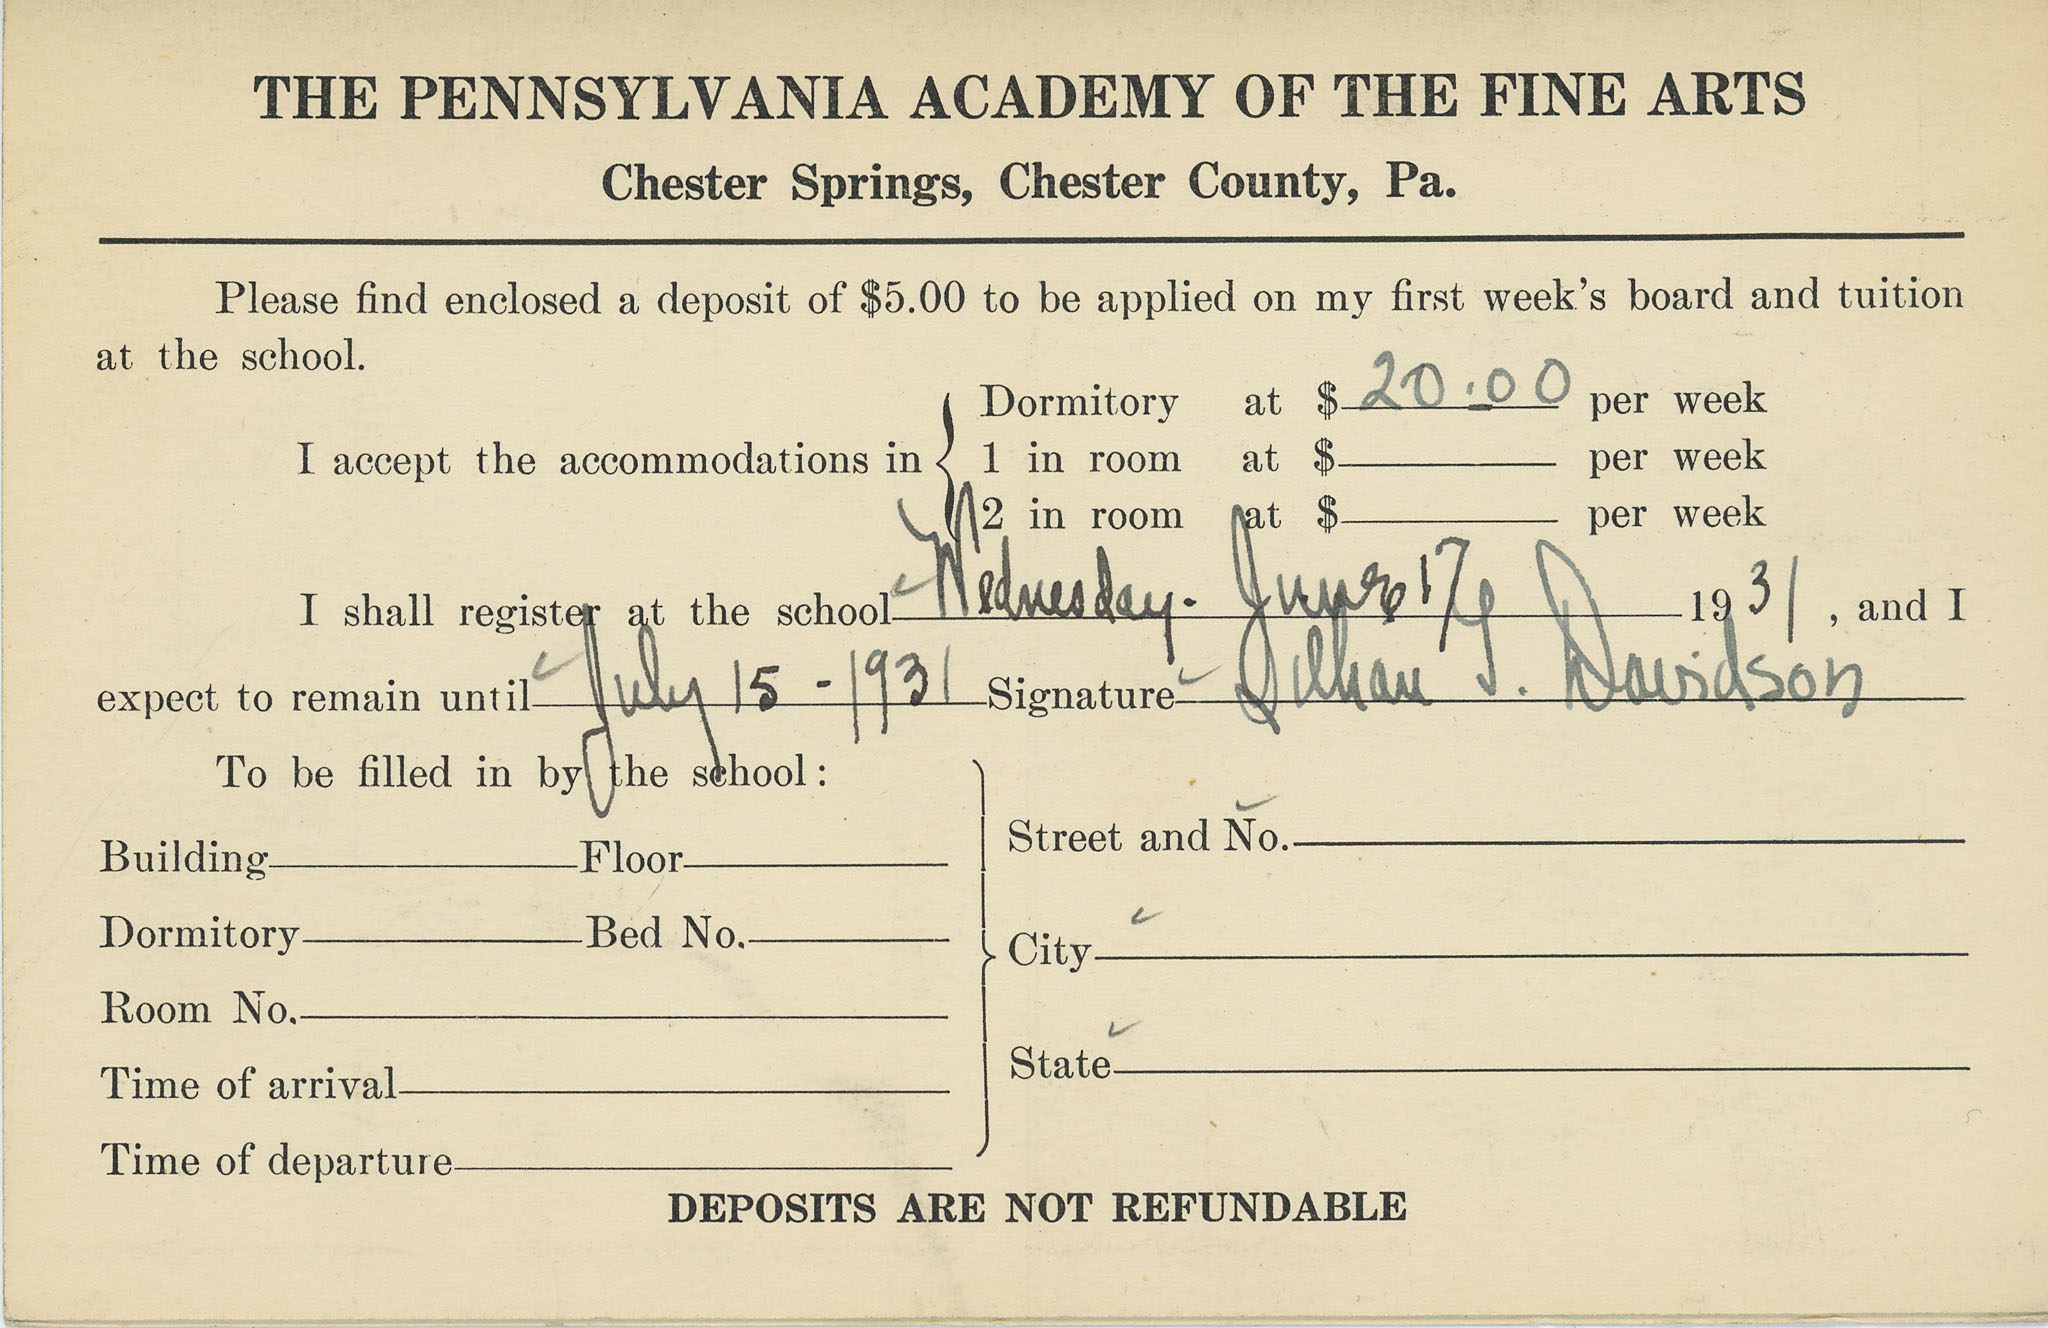 THE PENNSYLVANIA ACADEMY OF THE FINE ARTS
Chester Springs, Chester County, Pa.
Please find enclosed a deposit of $5.00 to be applied on my first week's board and tuition
at the school.
Dormitory at $ 20.00 per week
I accept the accommodations in 1 in room at $ per week
2 in room at $ per week
I shall register at the school Wednesday. June 17 1931, and I
expect to remain until July 15 - 1931 Signature Davidson
To be filled in by the school:
Building Floor
Street and No.
Dormitory Bed No.
City
Room No.
State
Time of arrival
Time of departure
DEPOSITS ARE NOT REFUNDABLE